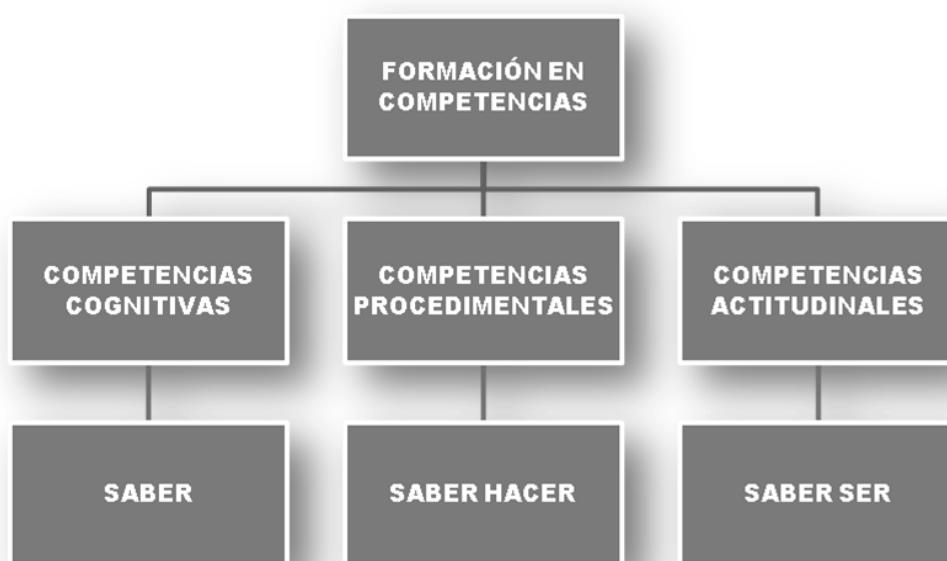 FORMACIÓN EN
COMPETENCIAS
COMPETENCIAS
COGNITIVAS
COMPETENCIAS
PROCEDIMENTALES
COMPETENCIAS
ACTITUDINALES
SABER
SABER HACER
SABER SER